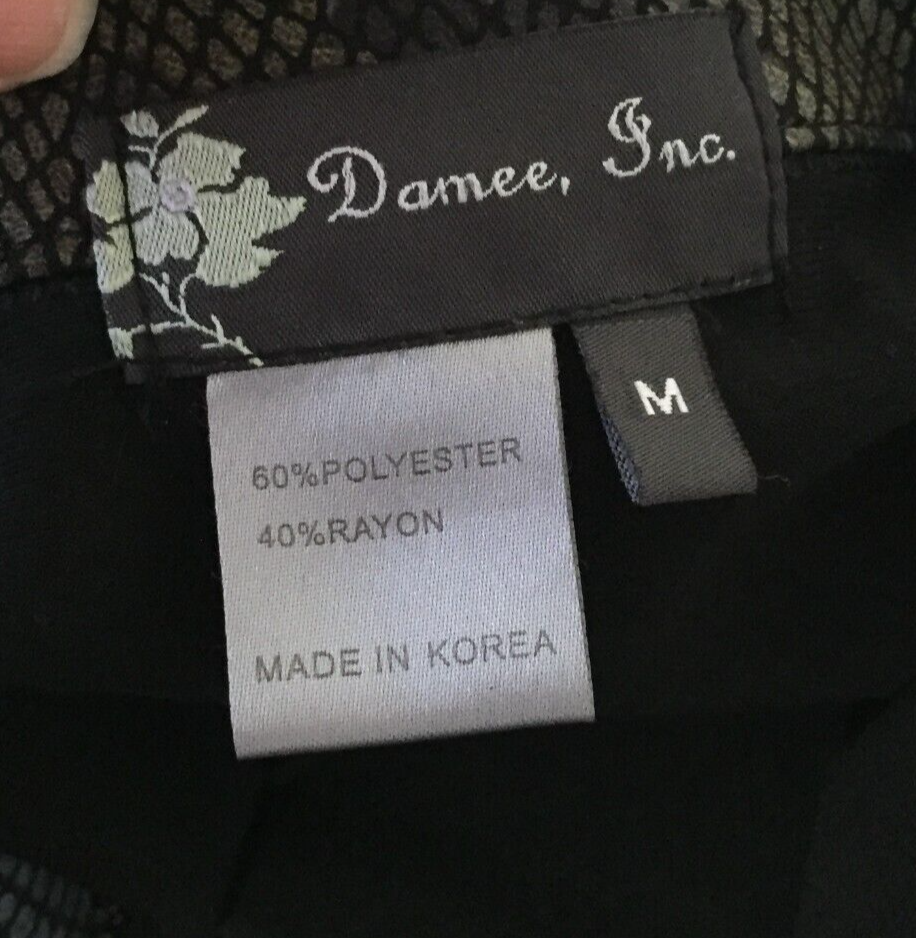 Damee, Inc.
M
60%POLYESTER
40%RAYON
MADE IN KOREA